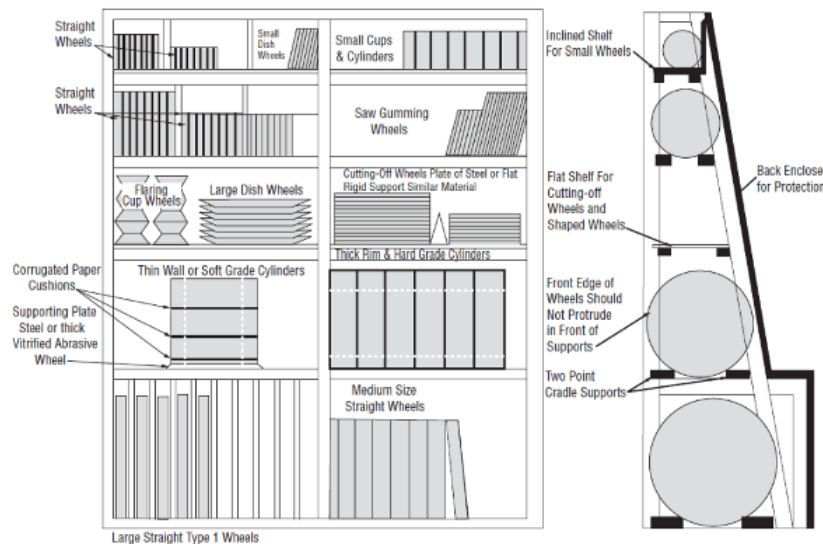 Straight
Wheels
Small
Dish
Wheels
Small Cups
& Cylinders
Straight
Wheels
Saw Gumming
Wheels
Flaring
Cup Wheels
Large Dish Wheels
Cutting-Off Wheels Plate of Steel or Flat
Rigid Support Similar Material
Corrugated Paper
Cushions
Supporting Plate
Steel or thick
Vitrified Abrasive
Wheel
Thin Wall or Soft Grade Cylinders
Thick Rim & Hard Grade Cylinders
Medium Size
Straight Wheels
Large Straight Type 1 Wheels
Inclined Shelf
For Small Wheels
Back Enclose
for Protection
Flat Shelf For
Cutting-off
Wheels and
Shaped Wheels
Front Edge of
Wheels Should
Not Protrude
in Front of
Supports
Two Point
Cradle Supports